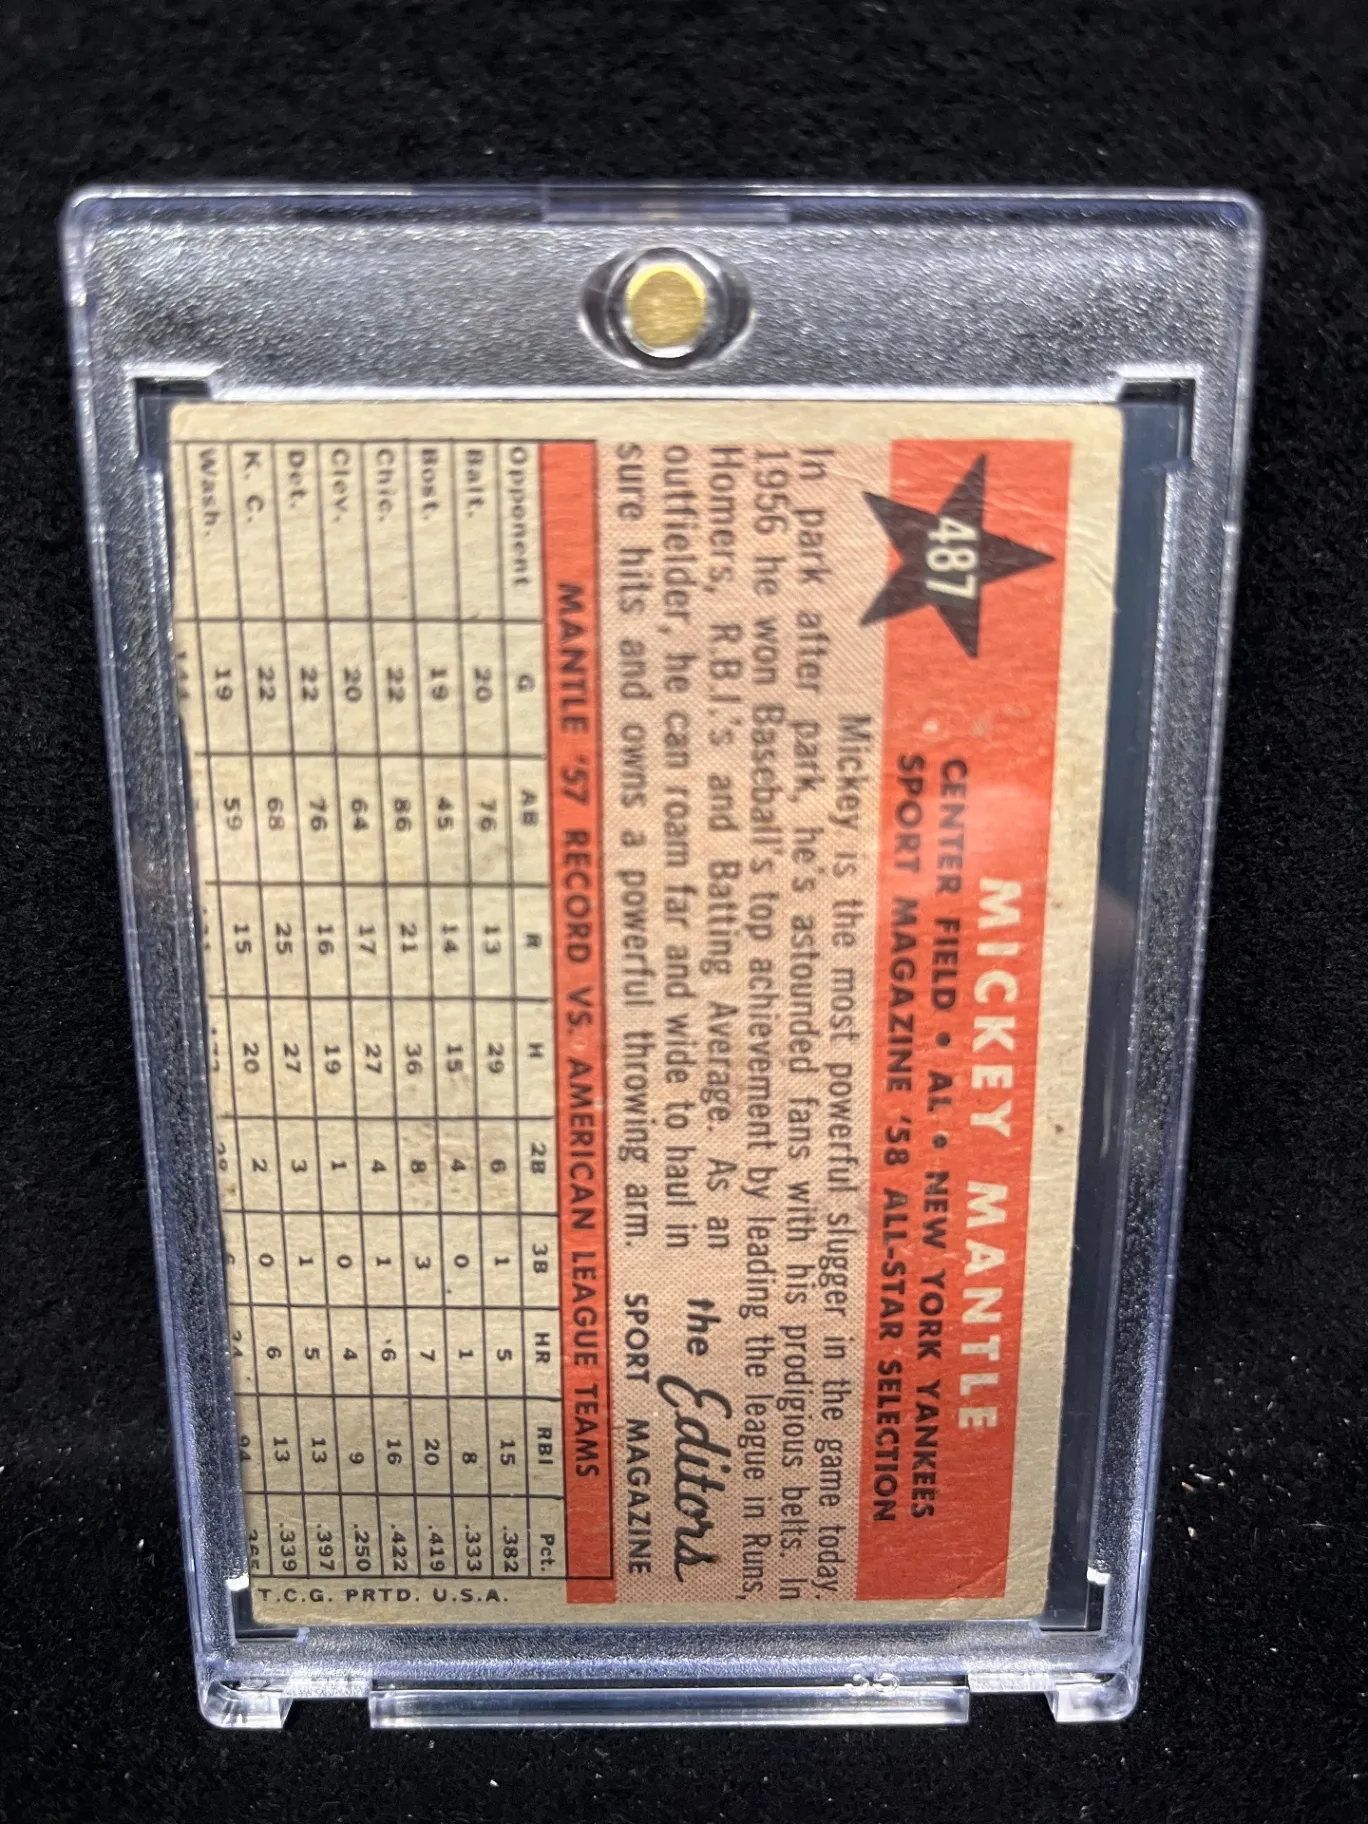 487
MICKEY MANTLE
CENTER FIELD • AL • NEW YORK YANKEES
SPORT MAGAZINE '58 ALL-STAR SELECTION
Mickey is the most powerful slugger in the game today.
In park after park, he's astounded fans with his prodigious belts. In
1956 he won Baseball's top achievement by leading the league in Runs,
Homers, R.B.I.'s and Batting Average. As an
outfielder, he can roam far and wide to haul in
sure hits and owns a powerful throwing arm.
the Editors
SPORT MAGAZINE
MANTLE '57 RECORD VS. AMERICAN LEAGUE TEAMS
Opponent G AB R H 2B 3B HR RBI Pct.
Balt. 20 76 13 29 6 1 5 15 .382
Bost. 19 45 14 15 4 0 1 8 .333
Chic. 22 86 21 36 8 3 7 20 .419
Clev. 20 64 17 27 4 1 6 16 .422
Det. 22 76 16 19 1 0 4 9 .250
K. C. 22 68 25 27 3 1 5 13 .397
Wash. 19 59 15 20 2 0 6 13 .339
T.C.G. PRTD. U.S.A.